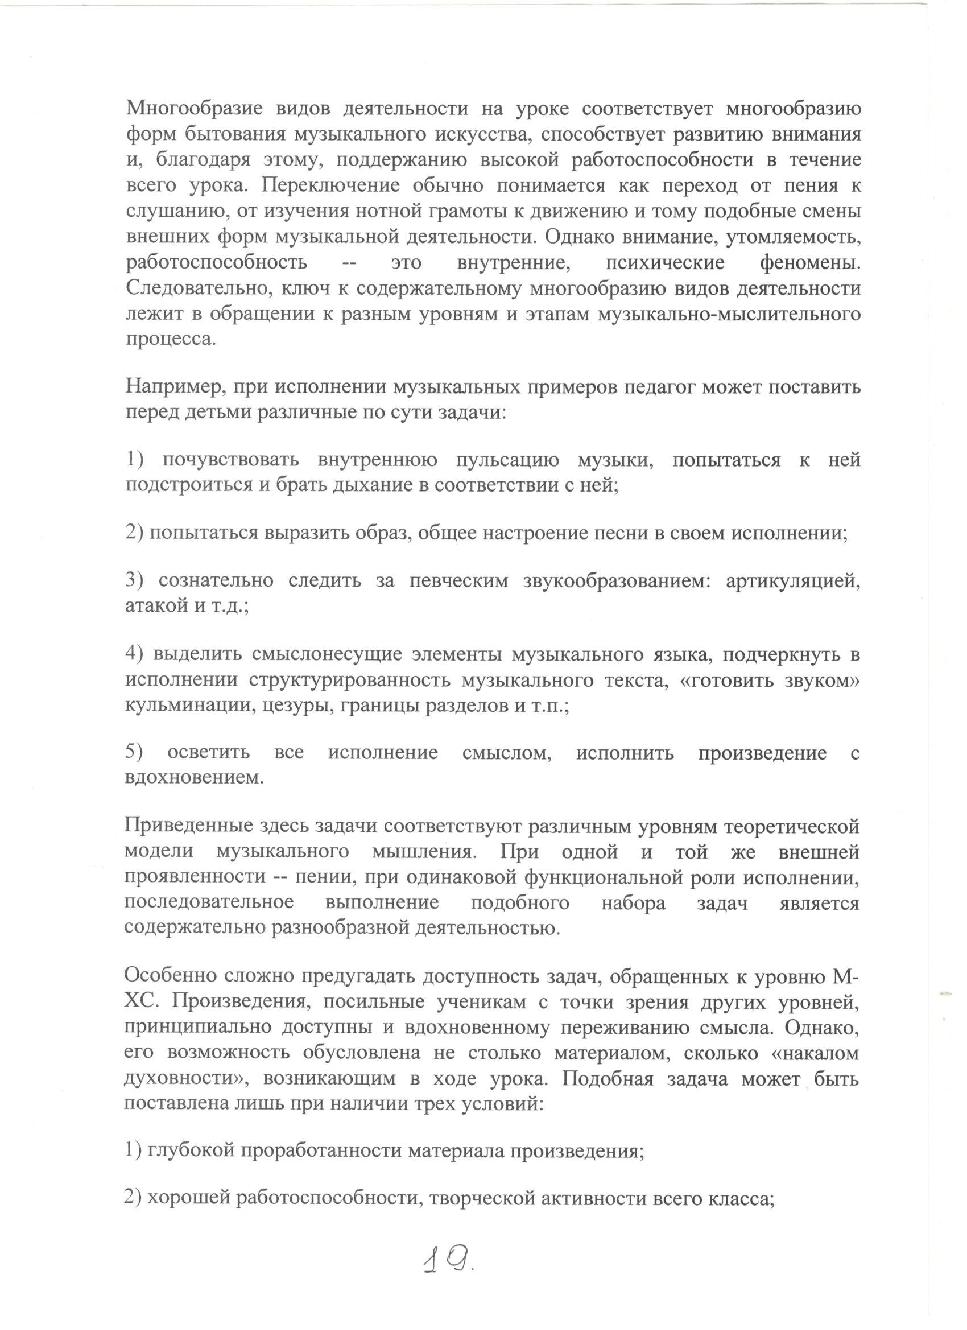 Многообразие видов деятельности на уроке соответствует многообразию
форм бытования музыкального искусства, способствует развитию внимания
и, благодаря этому, поддержанию высокой работоспособности в течение
всего урока. Переключение обычно понимается как переход от пения к
слушанию, от изучения нотной грамоты к движению и тому подобные смены
внешних форм музыкальной деятельности. Однако внимание, утомляемость,
работоспособность -- это внутренние, психические феномены.
Следовательно, ключ к содержательному многообразию видов деятельности
лежит в обращении к разным уровням и этапам музыкально-мыслительного
процесса.
Например, при исполнении музыкальных примеров педагог может поставить
перед детьми различные по сути задачи:
1) почувствовать внутреннюю пульсацию музыки, попытаться к ней
подстроиться и брать дыхание в соответствии с ней;
2) попытаться выразить образ, общее настроение песни в своем исполнении;
3) сознательно следить за певческим звукообразованием: артикуляцией,
атакой и т.д.;
4) выделить смыслонесущие элементы музыкального языка, подчеркнуть в
исполнении структурированность музыкального текста, «готовить звуком»
кульминации, цезуры, границы разделов и т.п.;
5) осветить все исполнение смыслом, исполнить произведение с
вдохновением.
Приведенные здесь задачи соответствуют различным уровням теоретической
модели музыкального мышления. При одной и той же внешней
проявленности -- пении, при одинаковой функциональной роли исполнении,
последовательное выполнение подобного набора задач является
содержательно разнообразной деятельностью.
Особенно сложно предугадать доступность задач, обращенных к уровню М-
ХС. Произведения, посильные ученикам с точки зрения других уровней,
принципиально доступны и вдохновенному переживанию смысла. Однако,
его возможность обусловлена не столько материалом, сколько «накалом
духовности», возникающим в ходе урока. Подобная задача может быть
поставлена лишь при наличии трех условий:
1) глубокой проработанности материала произведения;
2) хорошей работоспособности, творческой активности всего класса;
19.